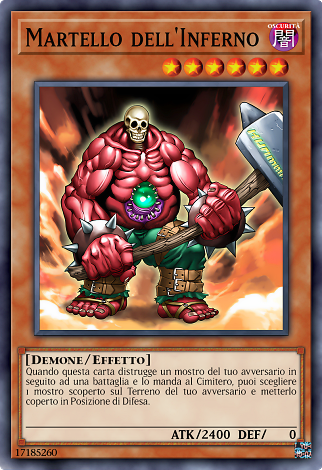 Martello dell'Inferno
OSCURITÀ
闇
[Demone/Effetto]
Quando questa carta distrugge un mostro del tuo avversario in
seguito ad una battaglia e lo manda al Cimitero, puoi scegliere
1 mostro scoperto sul Terreno del tuo avversario e metterlo
coperto in Posizione di Difesa.
ATK/2400 DEF/ 0
17185260